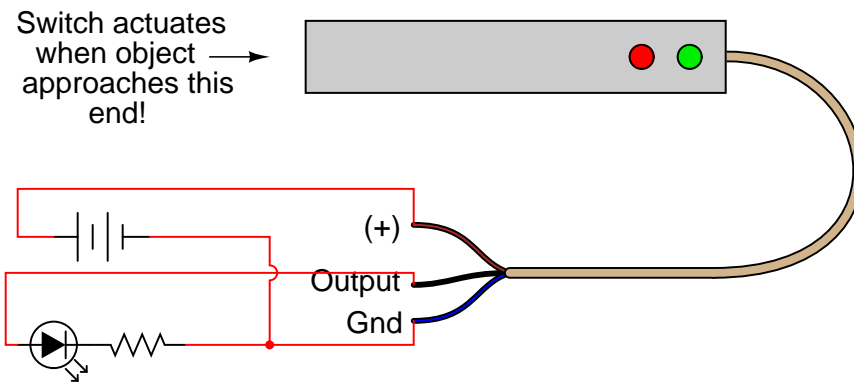 Switch actuates
when object
approaches this
end!
(+)
Output
Gnd